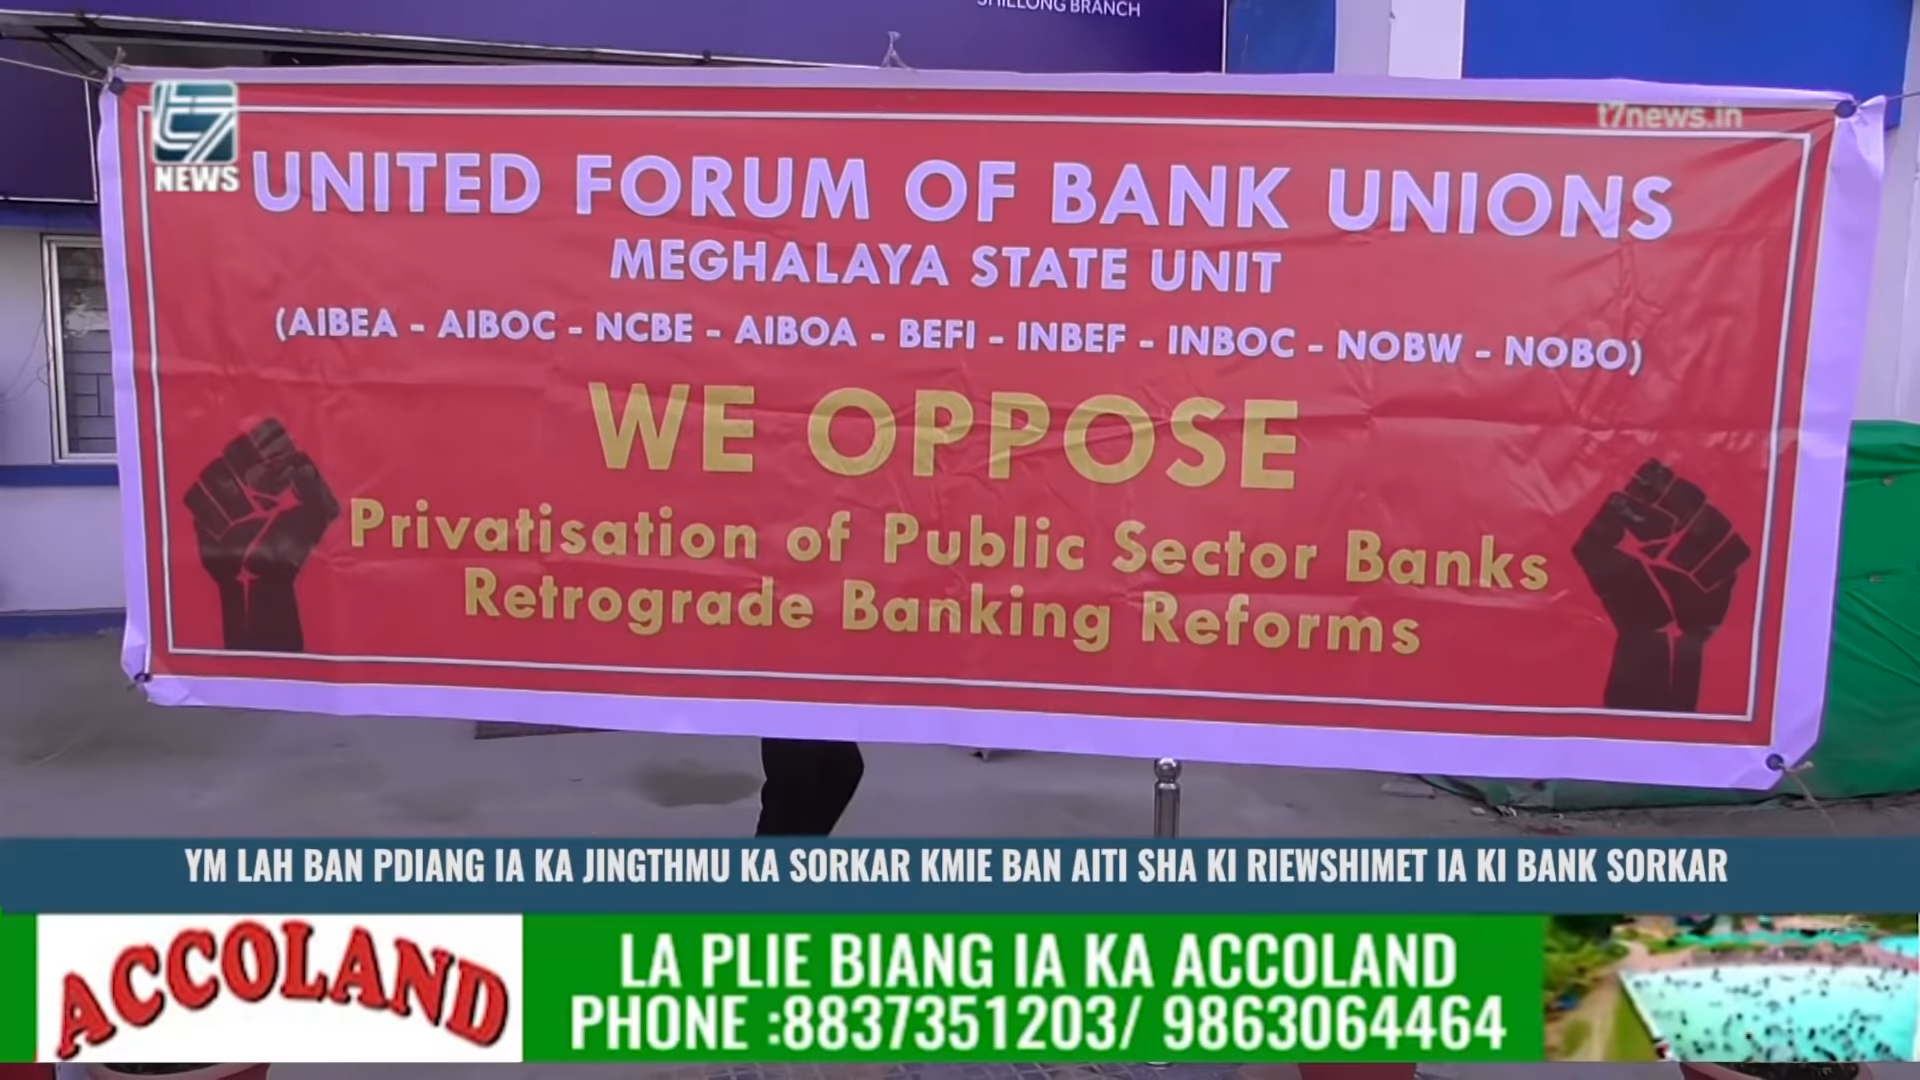 SHILLONG BRANCH
t7
NEWS
t7news.in
UNITED FORUM OF BANK UNIONS
MEGHALAYA STATE UNIT
(AIBEA - AIBOC - NCBE - AIBOA - BEFI - INBEF - INBOC - NOBW - NOBO)
WE OPPOSE
Privatisation of Public Sector Banks
Retrograde Banking Reforms
YM LAH BAN PDIANG IA KA JINGTHMU KA SORKAR KMIE BAN AITI SHA KI RIEWSHIMET IA KI BANK SORKAR
ACCOLAND
LA PLIE BIANG IA KA ACCOLAND
PHONE :8837351203/ 9863064464